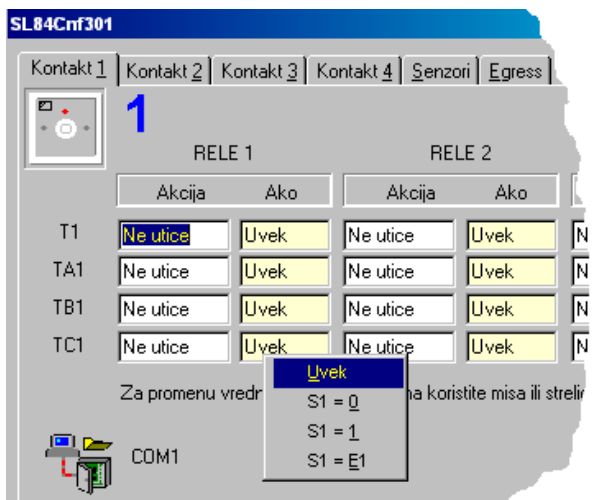 SL84Cnf301
Kontakt 1 Kontakt 2 Kontakt 3 Kontakt 4 Senzori Egress
1
RELE 1 RELE 2
Akcija Ako Akcija Ako
T1 Ne utice Uvek Ne utice Uvek N
TA1 Ne utice Uvek Ne utice Uvek N
TB1 Ne utice Uvek Ne utice Uvek N
TC1 Ne utice Uvek Ne utice Uvek N
Uvek
Za promenu koristite misa ili
S1 = 0
S1 = 1
COM1
S1 = E1